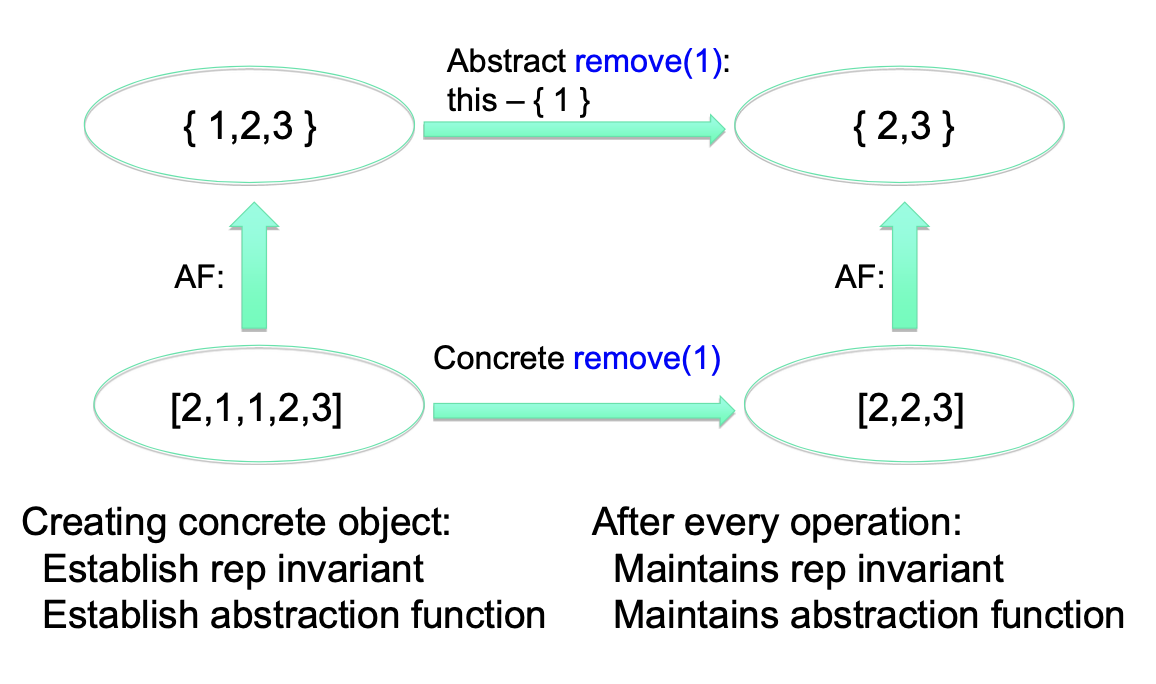 Abstract remove(1):
this – { 1 }
{ 1,2,3 }
{ 2,3 }
AF:
AF:
Concrete remove(1)
[2,1,1,2,3]
[2,2,3]
Creating concrete object:
Establish rep invariant
Establish abstraction function
After every operation:
Maintains rep invariant
Maintains abstraction function